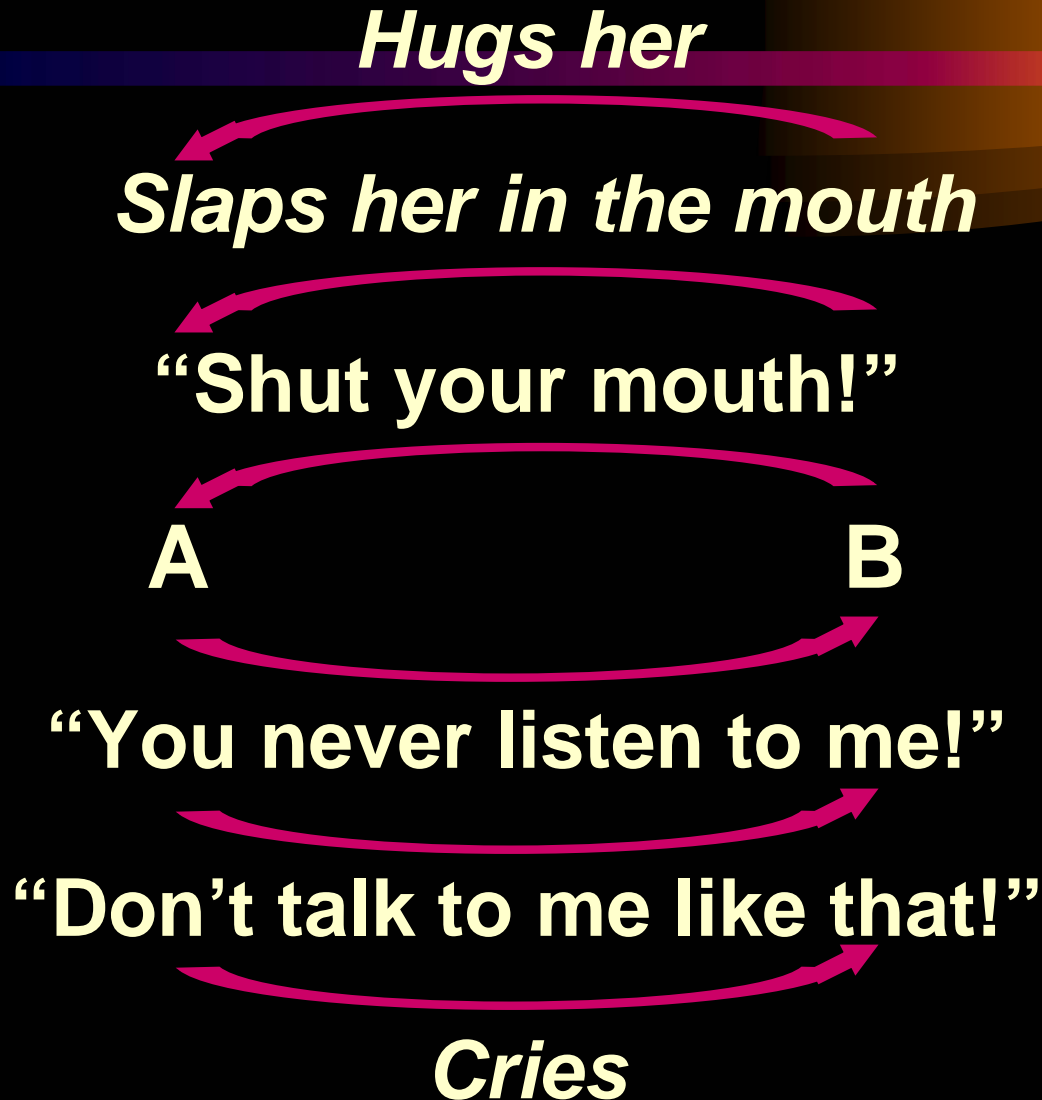 Hugs her
Slaps her in the mouth
“Shut your mouth!”
A B
“You never listen to me!”
“Don’t talk to me like that!”
Cries